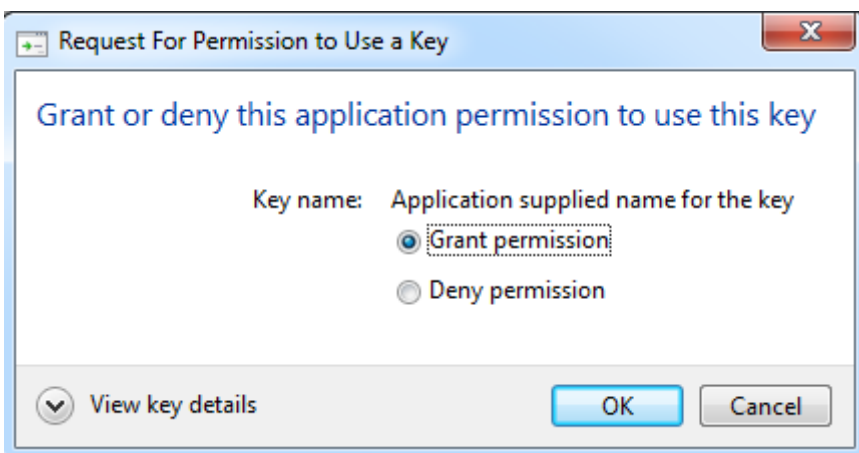 Request For Permission to Use a Key
Grant or deny this application permission to use this key
Key name: Application supplied name for the key
Grant permission
Deny permission
View key details OK Cancel